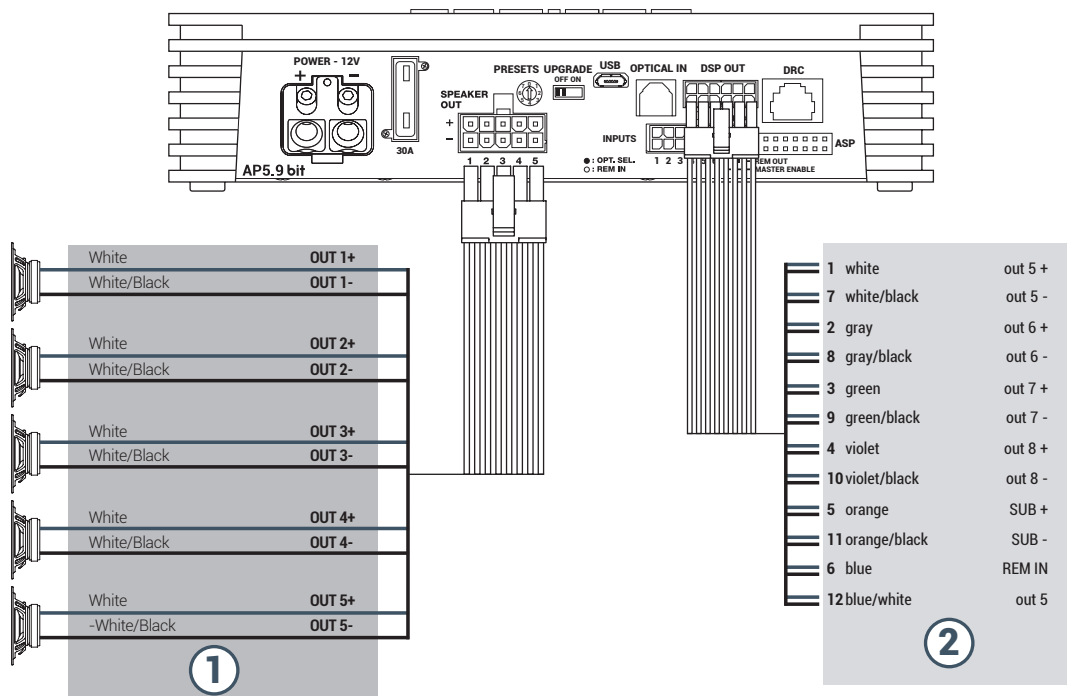 POWER - 12V
+ −
30A
AP5.9 bit
SPEAKER OUT
+
−
1 2 3 4 5
PRESETS
UPGRADE
OFF ON
USB
OPTICAL IN
DSP OUT
DRC
INPUTS
ASP
● : OPT. SEL.
○ : REM IN
1 2 3
REM OUT
MASTER ENABLE
White OUT 1+
White/Black OUT 1-
White OUT 2+
White/Black OUT 2-
White OUT 3+
White/Black OUT 3-
White OUT 4+
White/Black OUT 4-
White OUT 5+
-White/Black OUT 5-
1
1 white out 5 +
7 white/black out 5 -
2 gray out 6 +
8 gray/black out 6 -
3 green out 7 +
9 green/black out 7 -
4 violet out 8 +
10 violet/black out 8 -
5 orange SUB +
11 orange/black SUB -
6 blue REM IN
12 blue/white out 5
2